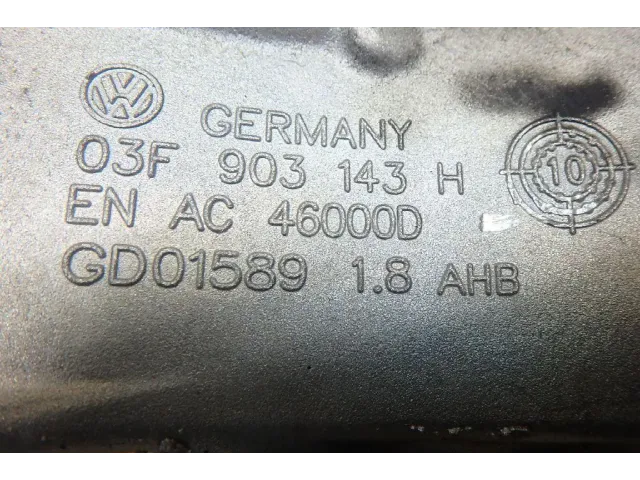 GERMANY
03F 903 143 H
EN AC 46000D
GD01589 1.8 AHB
10